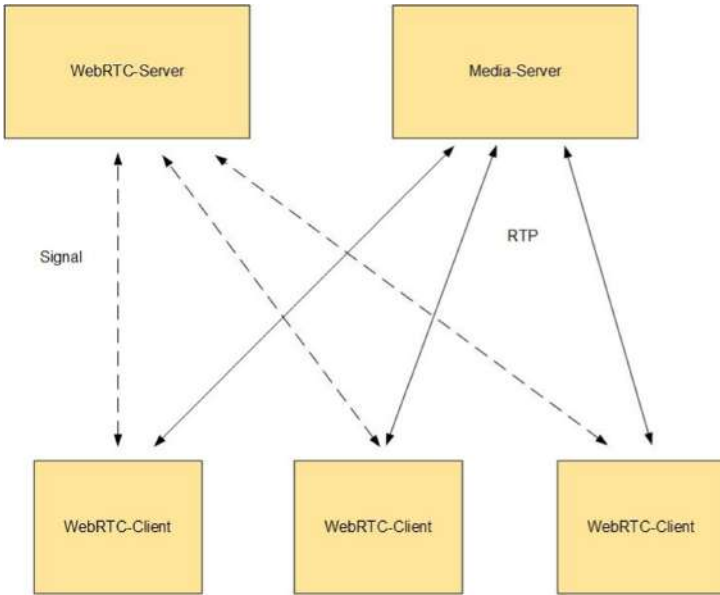 WebRTC-Server
Media-Server
Signal
RTP
WebRTC-Client
WebRTC-Client
WebRTC-Client